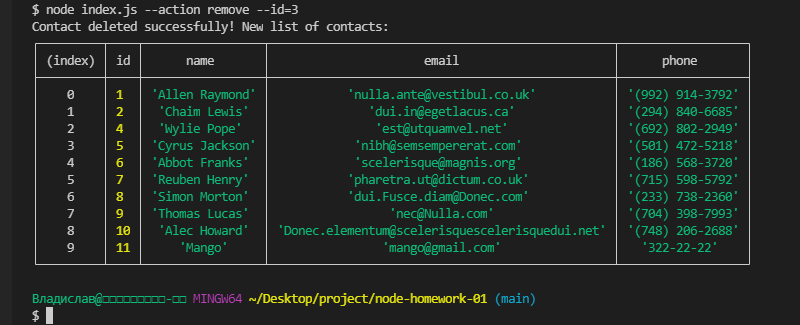 $ node index.js --action remove --id=3
Contact deleted successfully! New list of contacts:
(index) id name email phone
0 1 'Allen Raymond' 'nulla.ante@vestibul.co.uk' '(992) 914-3792'
1 2 'Chaim Lewis' 'dui.in@egetlacus.ca' '(294) 840-6685'
2 4 'Wylie Pope' 'est@utquamvel.net' '(692) 802-2949'
3 5 'Cyrus Jackson' 'nibh@semsempererat.com' '(501) 472-5218'
4 6 'Abbot Franks' 'scelerisque@magnis.org' '(186) 568-3720'
5 7 'Reuben Henry' 'pharetra.ut@dictum.co.uk' '(715) 598-5792'
6 8 'Simon Morton' 'dui.Fusce.diam@Donec.com' '(233) 738-2360'
7 9 'Thomas Lucas' 'nec@Nulla.com' '(704) 398-7993'
8 10 'Alec Howard' 'Donec.elementum@scelerisquescelerisquedui.net' '(748) 206-2688'
9 11 'Mango' 'mango@gmail.com' '322-22-22'
Владислав@□□□□□□□□□-□□ MINGW64 ~/Desktop/project/node-homework-01 (main)
$